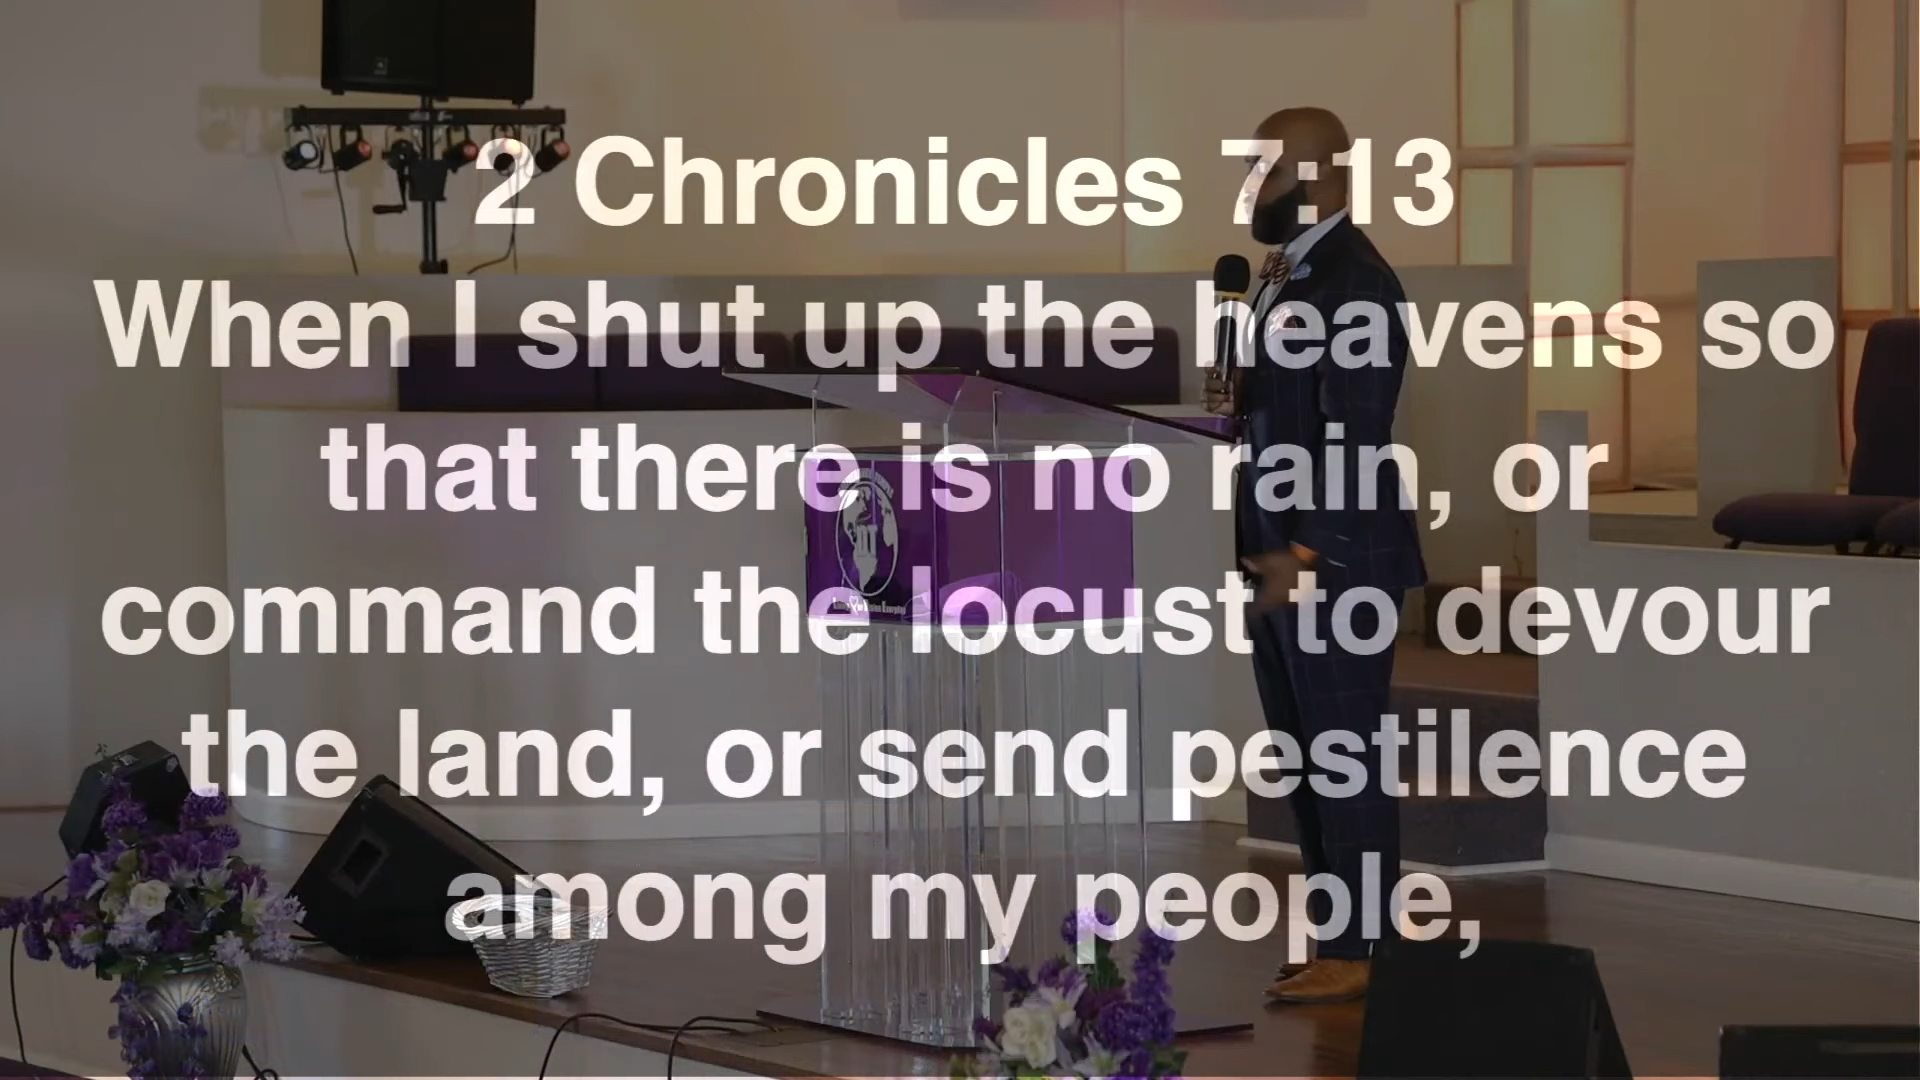 2 Chronicles 7:13
When I shut up the heavens so
that there is no rain, or
command the locust to devour
the land, or send pestilence
among my people,